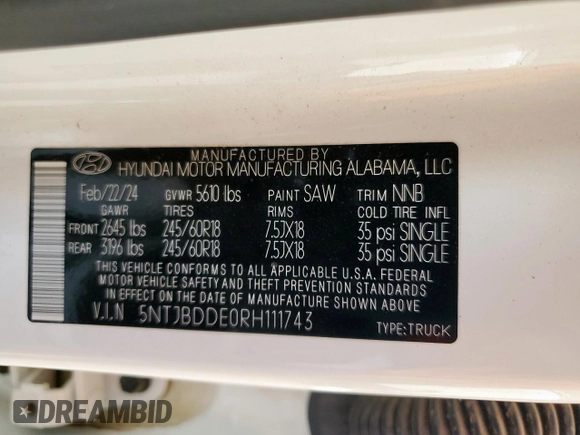 MANUFACTURED BY
HYUNDAI MOTOR MANUFACTURING ALABAMA, LLC
Feb/22/24 GVWR 5610 lbs PAINT SAW TRIM NNB
GAWR TIRES RIMS COLD TIRE INFL
FRONT 2645 lbs 245/60R18 7.5JX18 35 psi SINGLE
REAR 3196 lbs 245/60R18 7.5JX18 35 psi SINGLE
THIS VEHICLE CONFORMS TO ALL APPLICABLE U.S.A. FEDERAL
MOTOR VEHICLE SAFETY AND THEFT PREVENTION STANDARDS
IN EFFECT ON THE DATE OF MANUFACTURE SHOWN ABOVE.
V.I.N 5NTJBDDE0RH111743 TYPE:TRUCK
DREAMBID